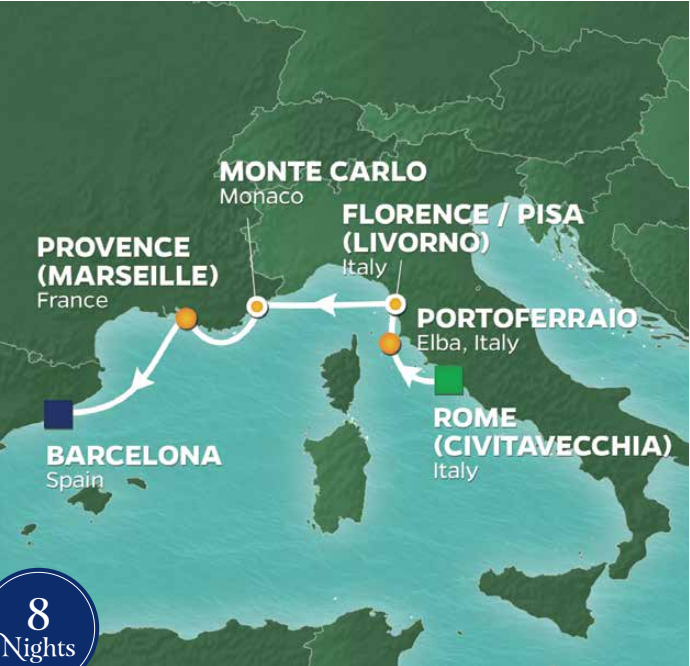 MONTE CARLO
Monaco
FLORENCE / PISA
(LIVORNO)
Italy
PROVENCE
(MARSEILLE)
France
PORTOFERRAIO
Elba, Italy
ROME
(CIVITAVECCHIA)
Italy
BARCELONA
Spain
8
Nights